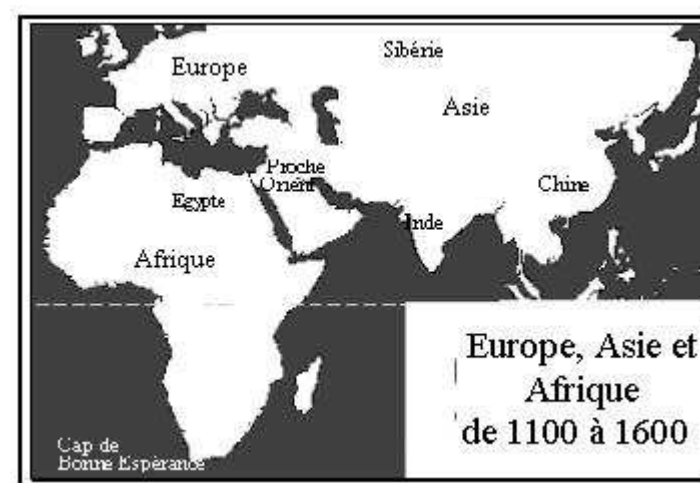 Sibérie
Europe
Asie
Proche
Orient
Chine
Egypte
Inde
Afrique
Europe, Asie et
Afrique
de 1100 à 1600
Cap de
Bonne Espérance